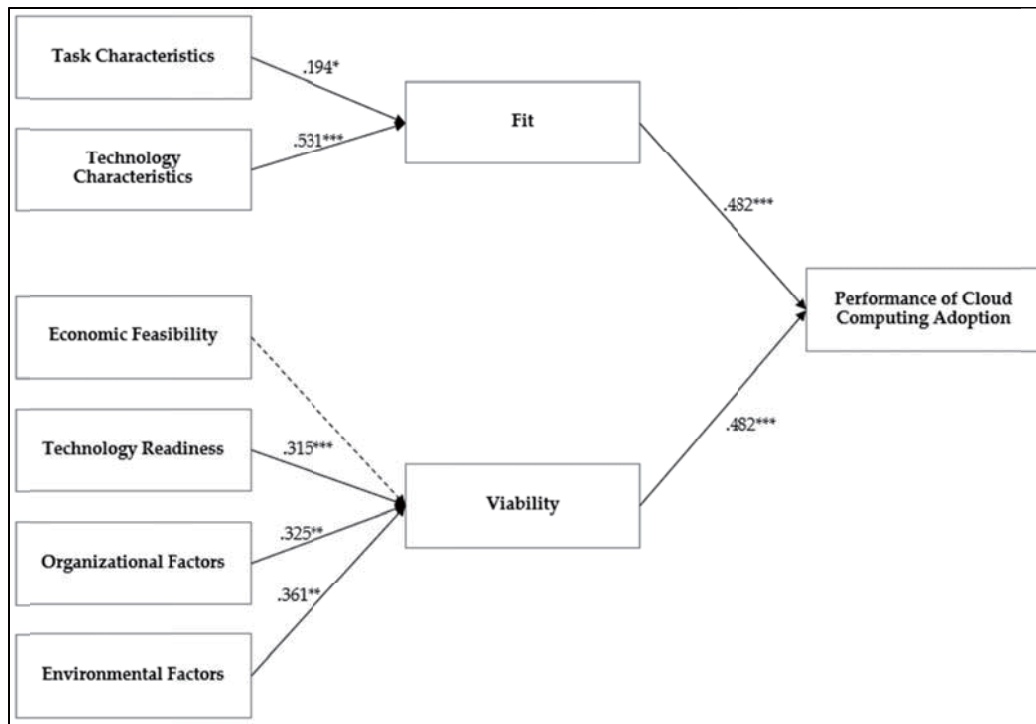 Task Characteristics
.194*
Technology
Characteristics
.531***
Fit
.482***
Performance of Cloud
Computing Adoption
Economic Feasibility
Technology Readiness
.315***
Viability
.482***
Organizational Factors
.325**
.361**
Environmental Factors